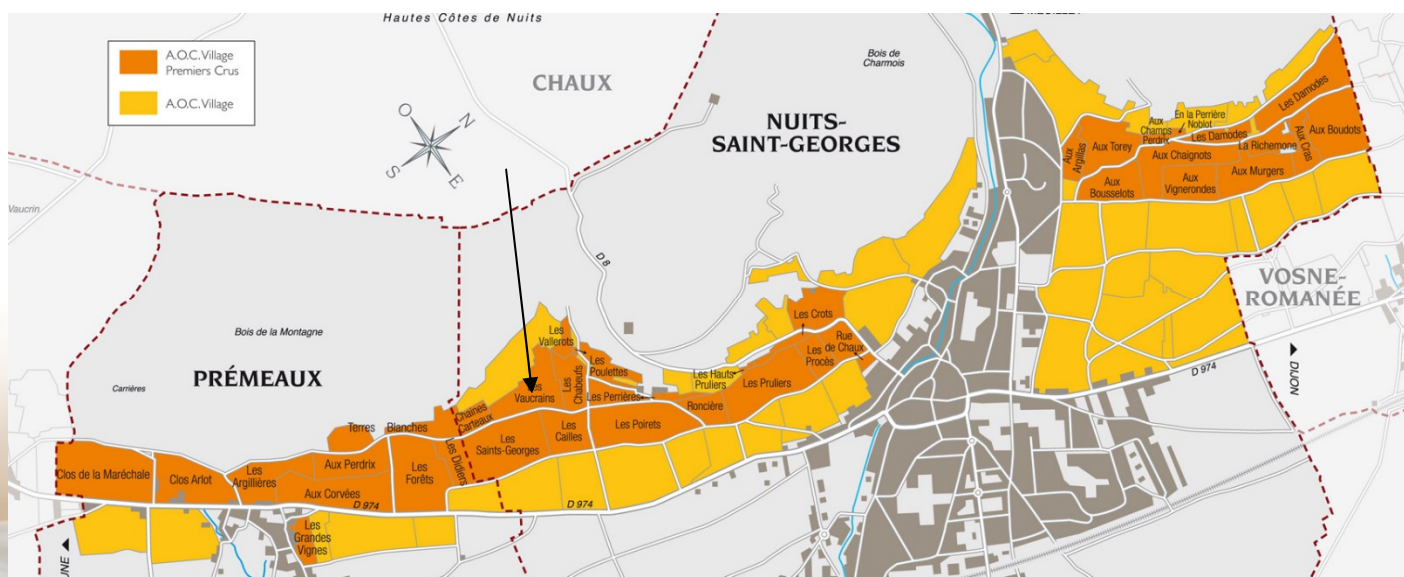 Hautes Côtes de Nuits
A.O.C. Village
Premiers Crus
A.O.C. Village
CHAUX
O
N
S
E
Bois de
Charmois
NUITS-
SAINT-GEORGES
Vaucrin
D 8
Bois de la Montagne
Carrières
PRÉMEAUX
Les Damodes
En la Perrière
Noblot
Aux
Champs
Perdrix
Les Damodes
Aux Boudots
Aux Cras
La Richemone
Aux
Argillas
Aux Torey
Aux Chaignots
Aux Murgers
Aux
Vignerondes
Aux
Bousselots
VOSNE-
ROMANÉE
DIJON
D 974
Les
Vallerots
Les
Poulettes
Les
Chabeufs
Vaucrains
Les Perrières
Chaines
Carteaux
Les Crots
Rue
de Chaux
Les
Procès
Les Hauts
Pruliers
Les Pruliers
Roncière
Les Poirets
Les
Cailles
Les
Saints-Georges
Terres
Blanches
Les Didiers
Les
Forêts
Aux Perdrix
Aux Corvées
Les
Argillières
Clos Arlot
Clos de la Maréchale
D 974
D 974
Les
Grandes
Vignes